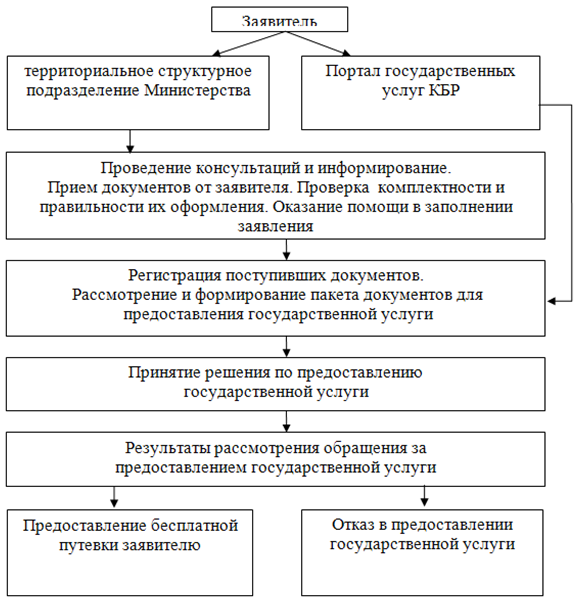 Заявитель
территориальное структурное
подразделение Министерства
Портал государственных
услуг КБР
Проведение консультаций и информирование.
Прием документов от заявителя. Проверка комплектности и
правильности их оформления. Оказание помощи в заполнении
заявления
Регистрация поступивших документов.
Рассмотрение и формирование пакета документов для
предоставления государственной услуги
Принятие решения по предоставлению
государственной услуги
Результаты рассмотрения обращения за
предоставлением государственной услуги
Предоставление бесплатной
путевки заявителю
Отказ в предоставлении
государственной услуги